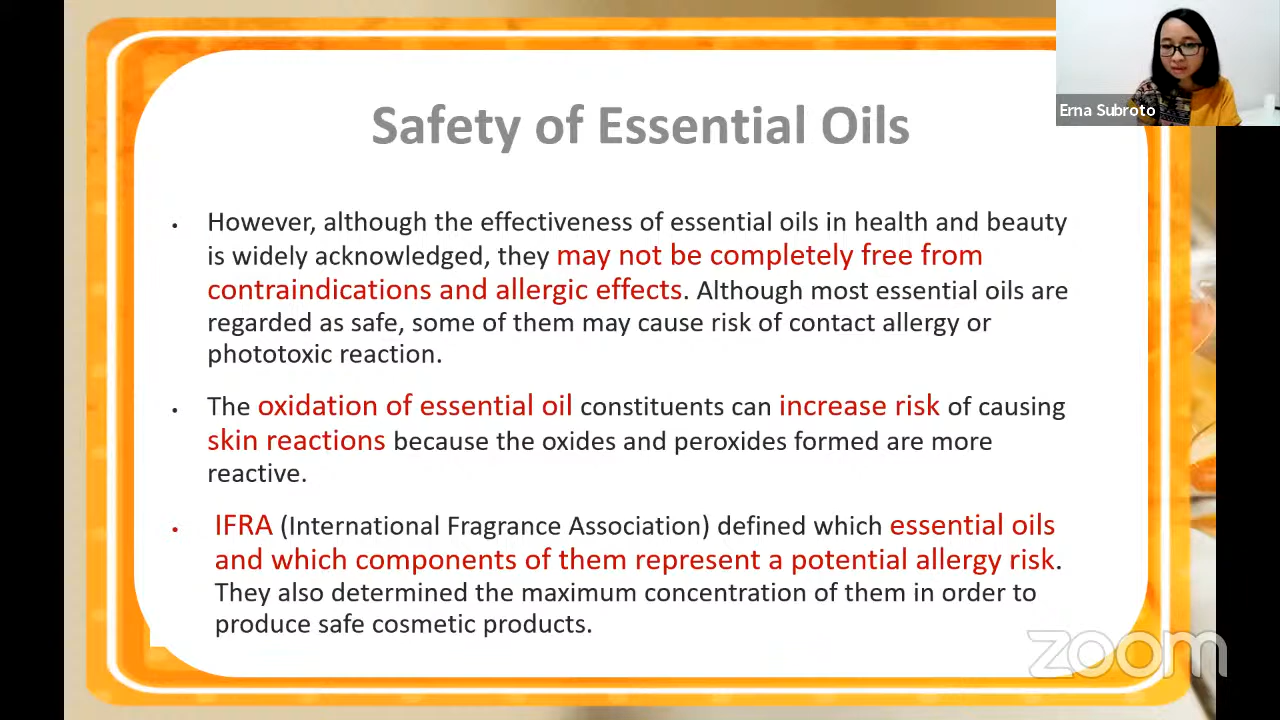 Erna Subroto
Safety of Essential Oils
• However, although the effectiveness of essential oils in health and beauty
is widely acknowledged, they may not be completely free from
contraindications and allergic effects. Although most essential oils are
regarded as safe, some of them may cause risk of contact allergy or
phototoxic reaction.
• The oxidation of essential oil constituents can increase risk of causing
skin reactions because the oxides and peroxides formed are more
reactive.
• IFRA (International Fragrance Association) defined which essential oils
and which components of them represent a potential allergy risk.
They also determined the maximum concentration of them in order to
produce safe cosmetic products.
zoom